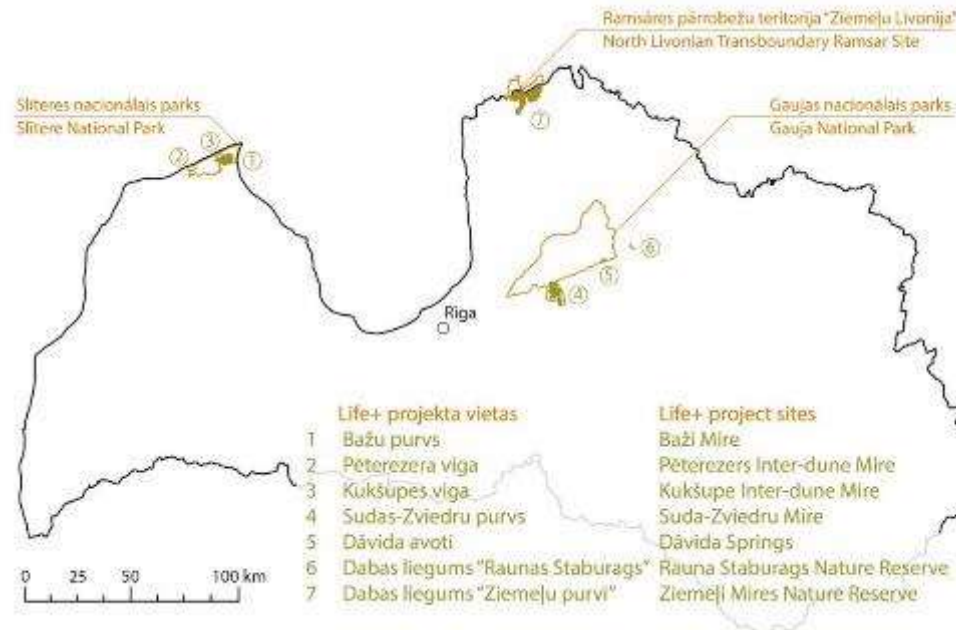 Ramsāres pārrobežu teritorija "Ziemeļu Livonija"
North Livonian Transboundary Ramsar Site
Slīteres nacionālais parks
Slītere National Park
Gaujas nacionālais parks
Gauja National Park
3
2
1
7
6
5
4
Rīga
Life+ projekta vietas
Life+ project sites
1 Bažu purvs Baži Mire
2 Pēterezera vigа Pēterezers Inter-dune Mire
3 Kukšupes viga Kukšupe Inter-dune Mire
4 Sudas-Zviedru purvs Suda-Zviedru Mire
5 Dāvida avoti Dāvida Springs
6 Dabas liegums "Raunas Staburags" Rauna Staburags Nature Reserve
7 Dabas liegums "Ziemeļu purvi" Ziemeļi Mires Nature Reserve
0 25 50 100 km